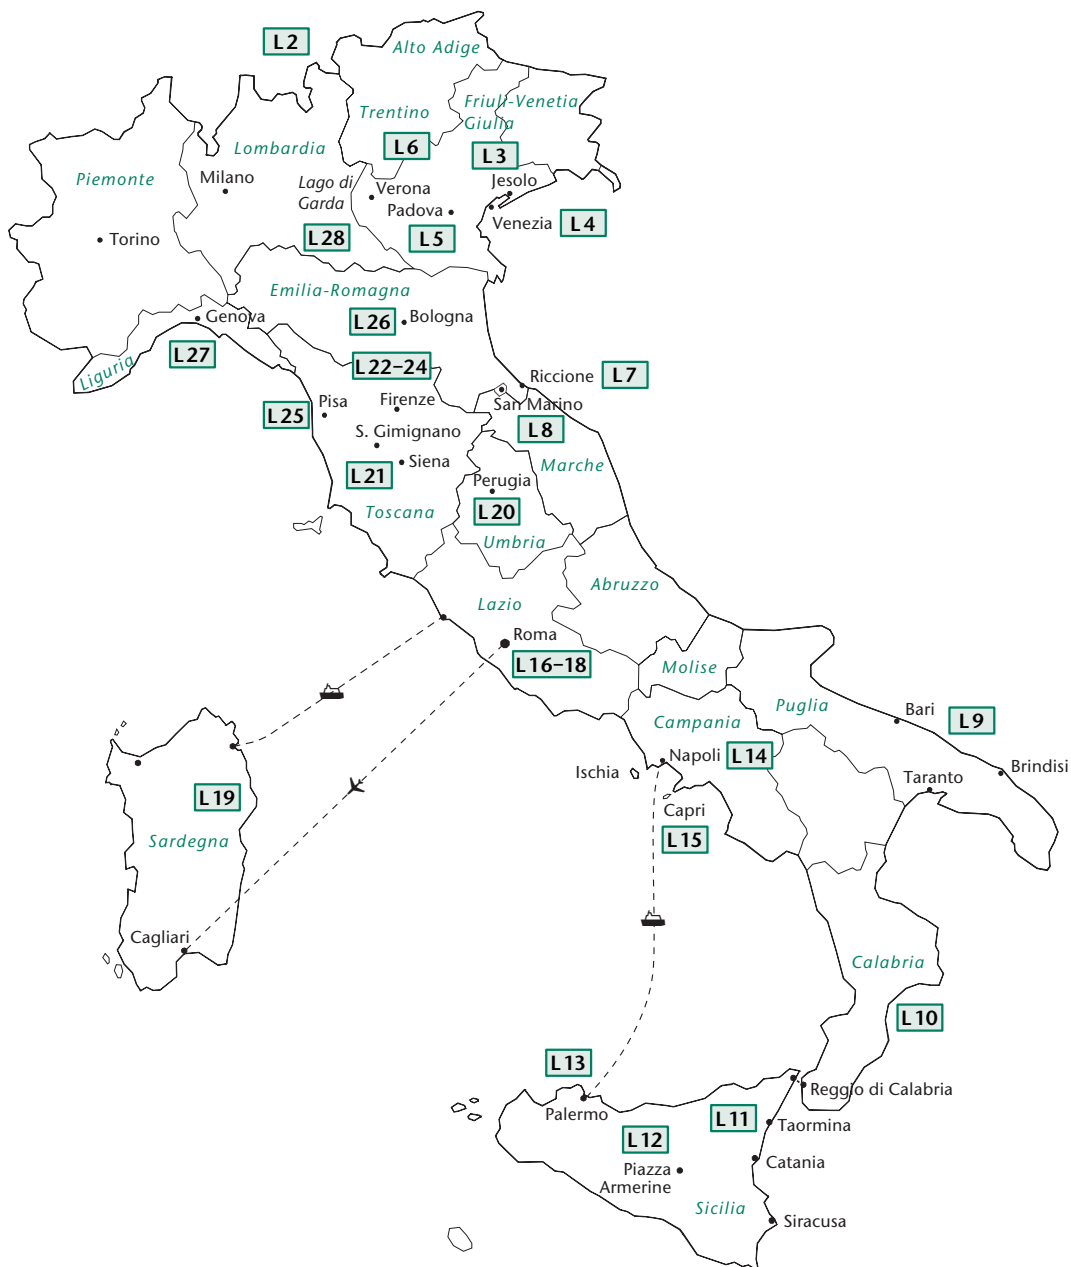 L2
Alto Adige
Trentino
Friuli-Venetia
Giulia
L6
L3
Lombardia
Piemonte
Milano
Lago di
Garda
Verona
Padova
Jesolo
Venezia
L4
Torino
L28
L5
Emilia-Romagna
Genova
L26
Bologna
L27
Liguria
L22–24
Riccione
L7
San Marino
L25
Pisa
Firenze
L8
S. Gimignano
Siena
Marche
L21
Perugia
L20
Toscana
Umbria
Abruzzo
Lazio
Roma
L16–18
Molise
Puglia
Campania
Bari
L9
Napoli
L14
Ischia
Brindisi
Taranto
Capri
L15
L19
Sardegna
Cagliari
Calabria
L10
L13
Reggio di Calabria
Palermo
L11
Taormina
L12
Catania
Piazza
Armerine
Sicilia
Siracusa